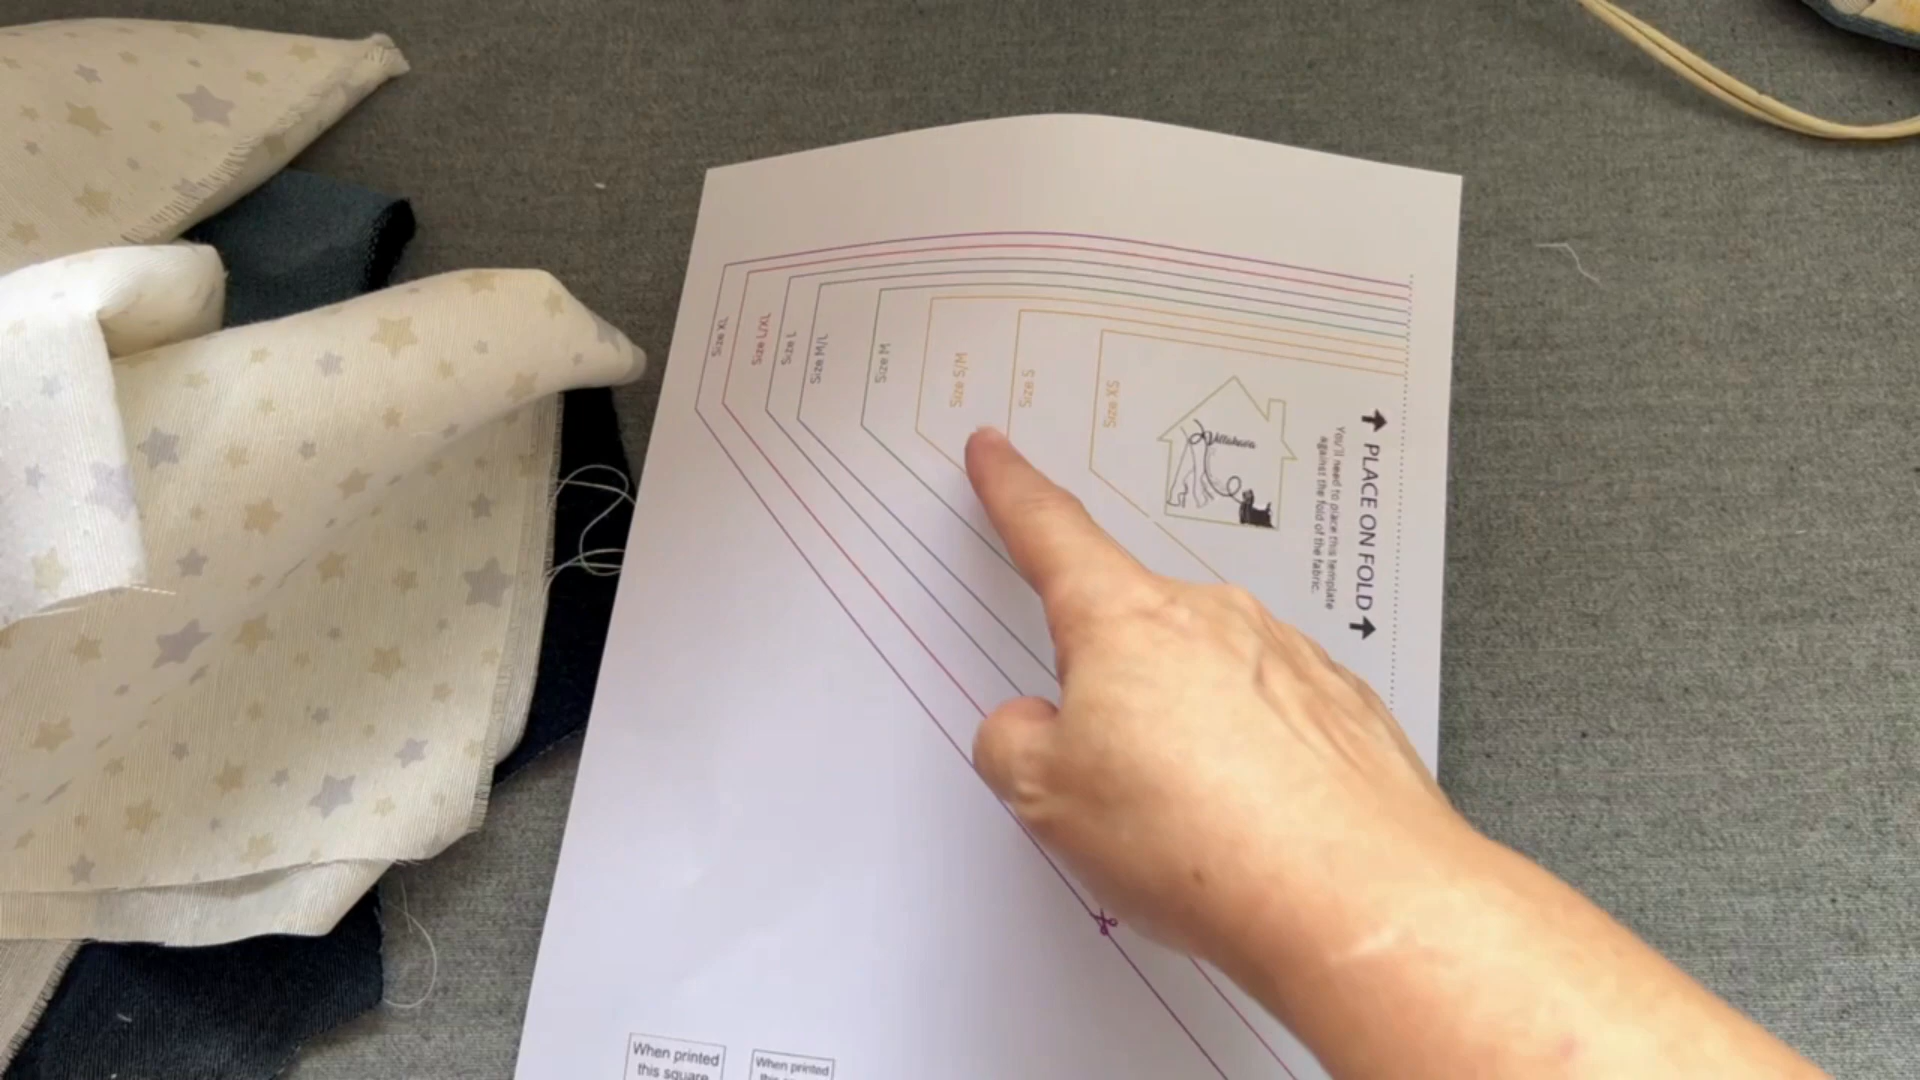 Size XL
Size L/XL
Size L
Size M/L
Size M
Size S/M
Size S
Size XS
Villahava
PLACE ON FOLD
You'll need to place this template
against the fold of the fabric.
When printed
this square
When printed